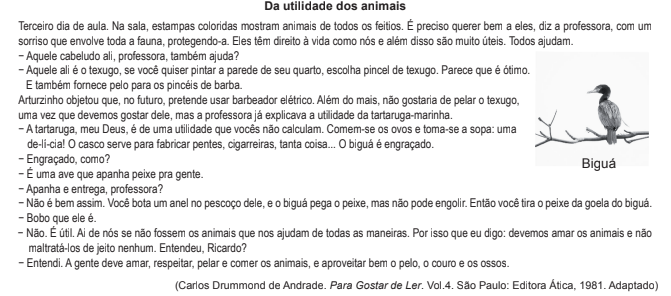 Da utilidade dos animais
Terceiro dia de aula. Na sala, estampas coloridas mostram animais de todos os feitios. É preciso querer bem a eles, diz a professora, com um
sorriso que envolve toda a fauna, protegendo-a. Eles têm direito à vida como nós e além disso são muito úteis. Todos ajudam.
– Aquele cabeludo ali, professora, também ajuda?
– Aquele ali é o texugo, se você quiser pintar a parede de seu quarto, escolha pincel de texugo. Parece que é ótimo.
E também fornece pelo para os pincéis de barba.
Arturzinho objetou que, no futuro, pretende usar barbeador elétrico. Além do mais, não gostaria de pelar o texugo,
uma vez que devemos gostar dele, mas a professora já explicava a utilidade da tartaruga-marinha.
– A tartaruga, meu Deus, é de uma utilidade que vocês não calculam. Comem-se os ovos e toma-se a sopa: uma
de-lí-cia! O casco serve para fabricar pentes, cigarreiras, tanta coisa... O biguá é engraçado.
– Engraçado, como?
– É uma ave que apanha peixe pra gente.
– Apanha e entrega, professora?
– Não é bem assim. Você bota um anel no pescoço dele, e o biguá pega o peixe, mas não pode engolir. Então você tira o peixe da goela do biguá.
– Bobo que ele é.
– Não. É útil. Ai de nós se não fossem os animais que nos ajudam de todas as maneiras. Por isso que eu digo: devemos amar os animais e não
maltratá-los de jeito nenhum. Entendeu, Ricardo?
– Entendi. A gente deve amar, respeitar, pelar e comer os animais, e aproveitar bem o pelo, o couro e os ossos.
(Carlos Drummond de Andrade. Para Gostar de Ler. Vol.4. São Paulo: Editora Ática, 1981. Adaptado)
Biguá